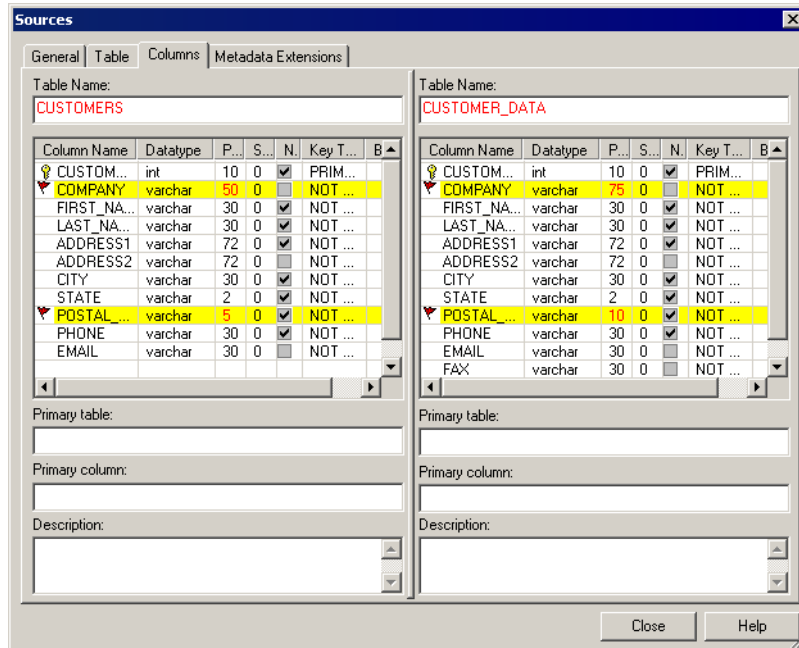 Sources
General Table Columns Metadata Extensions
Table Name:
CUSTOMERS
Column Name Datatype P... S... N. Key T... B
CUSTOM... int 10 0 PRIM...
COMPANY varchar 50 0 NOT ...
FIRST_NA... varchar 30 0 NOT ...
LAST_NA... varchar 30 0 NOT ...
ADDRESS1 varchar 72 0 NOT ...
ADDRESS2 varchar 72 0 NOT ...
CITY varchar 30 0 NOT ...
STATE varchar 2 0 NOT ...
POSTAL_... varchar 5 0 NOT ...
PHONE varchar 30 0 NOT ...
EMAIL varchar 30 0 NOT ...
Primary table:
Primary column:
Description:
Table Name:
CUSTOMER_DATA
Column Name Datatype P... S... N. Key T... B
CUSTOM... int 10 0 PRIM...
COMPANY varchar 75 0 NOT ...
FIRST_NA... varchar 30 0 NOT ...
LAST_NA... varchar 30 0 NOT ...
ADDRESS1 varchar 72 0 NOT ...
ADDRESS2 varchar 72 0 NOT ...
CITY varchar 30 0 NOT ...
STATE varchar 2 0 NOT ...
POSTAL_... varchar 10 0 NOT ...
PHONE varchar 30 0 NOT ...
EMAIL varchar 30 0 NOT ...
FAX varchar 30 0 NOT ...
Primary table:
Primary column:
Description:
Close Help